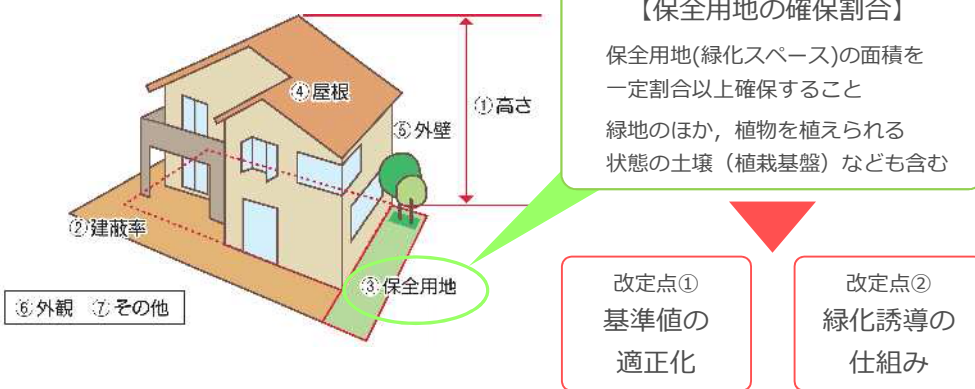 ④屋根
①高さ
⑤外壁
②建蔽率
③保全用地
⑥外観 ⑦その他
【保全用地の確保割合】
保全用地(緑化スペース)の面積を
一定割合以上確保すること
緑地のほか，植物を植えられる
状態の土壌（植栽基盤）なども含む
改定点①
基準値の
適正化
改定点②
緑化誘導の
仕組み